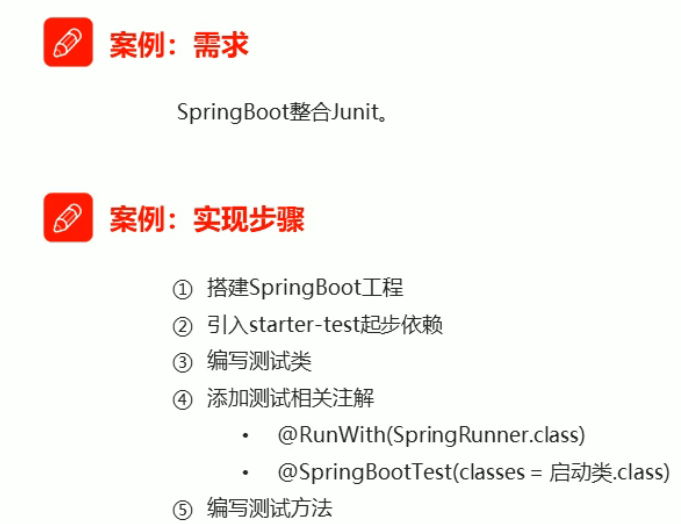 案例：需求
SpringBoot整合Junit。
案例：实现步骤
① 搭建SpringBoot工程
② 引入starter-test起步依赖
③ 编写测试类
④ 添加测试相关注解
• @RunWith(SpringRunner.class)
• @SpringBootTest(classes = 启动类.class)
⑤ 编写测试方法